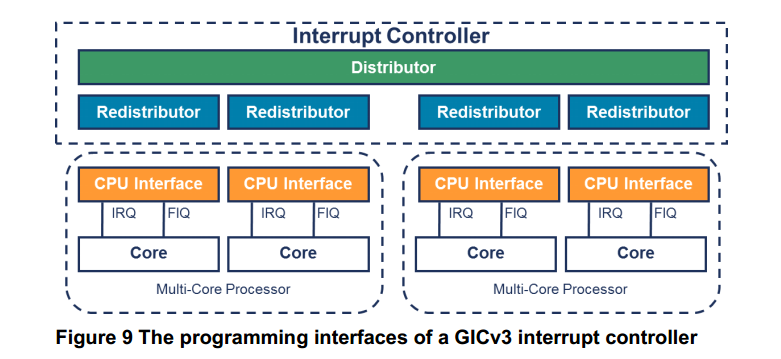 Interrupt Controller
Distributor
Redistributor Redistributor Redistributor Redistributor
CPU Interface CPU Interface CPU Interface CPU Interface
IRQ FIQ IRQ FIQ IRQ FIQ IRQ FIQ
Core Core Core Core
Multi-Core Processor Multi-Core Processor
Figure 9 The programming interfaces of a GICv3 interrupt controller